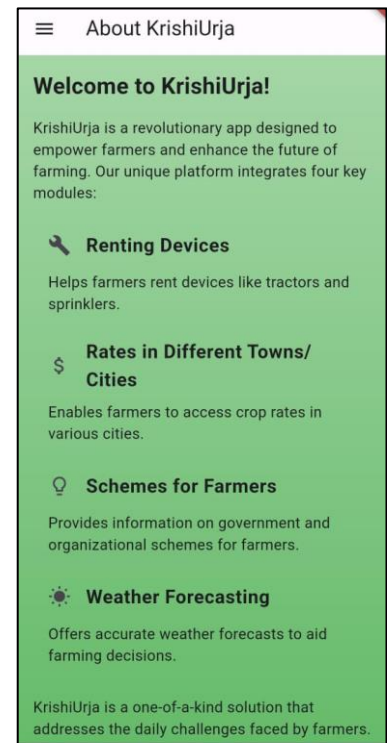 About KrishiUrja
Welcome to KrishiUrja!
KrishiUrja is a revolutionary app designed to
empower farmers and enhance the future of
farming. Our unique platform integrates four key
modules:
Renting Devices
Helps farmers rent devices like tractors and
sprinklers.
Rates in Different Towns/
Cities
Enables farmers to access crop rates in
various cities.
Schemes for Farmers
Provides information on government and
organizational schemes for farmers.
Weather Forecasting
Offers accurate weather forecasts to aid
farming decisions.
KrishiUrja is a one-of-a-kind solution that
addresses the daily challenges faced by farmers.